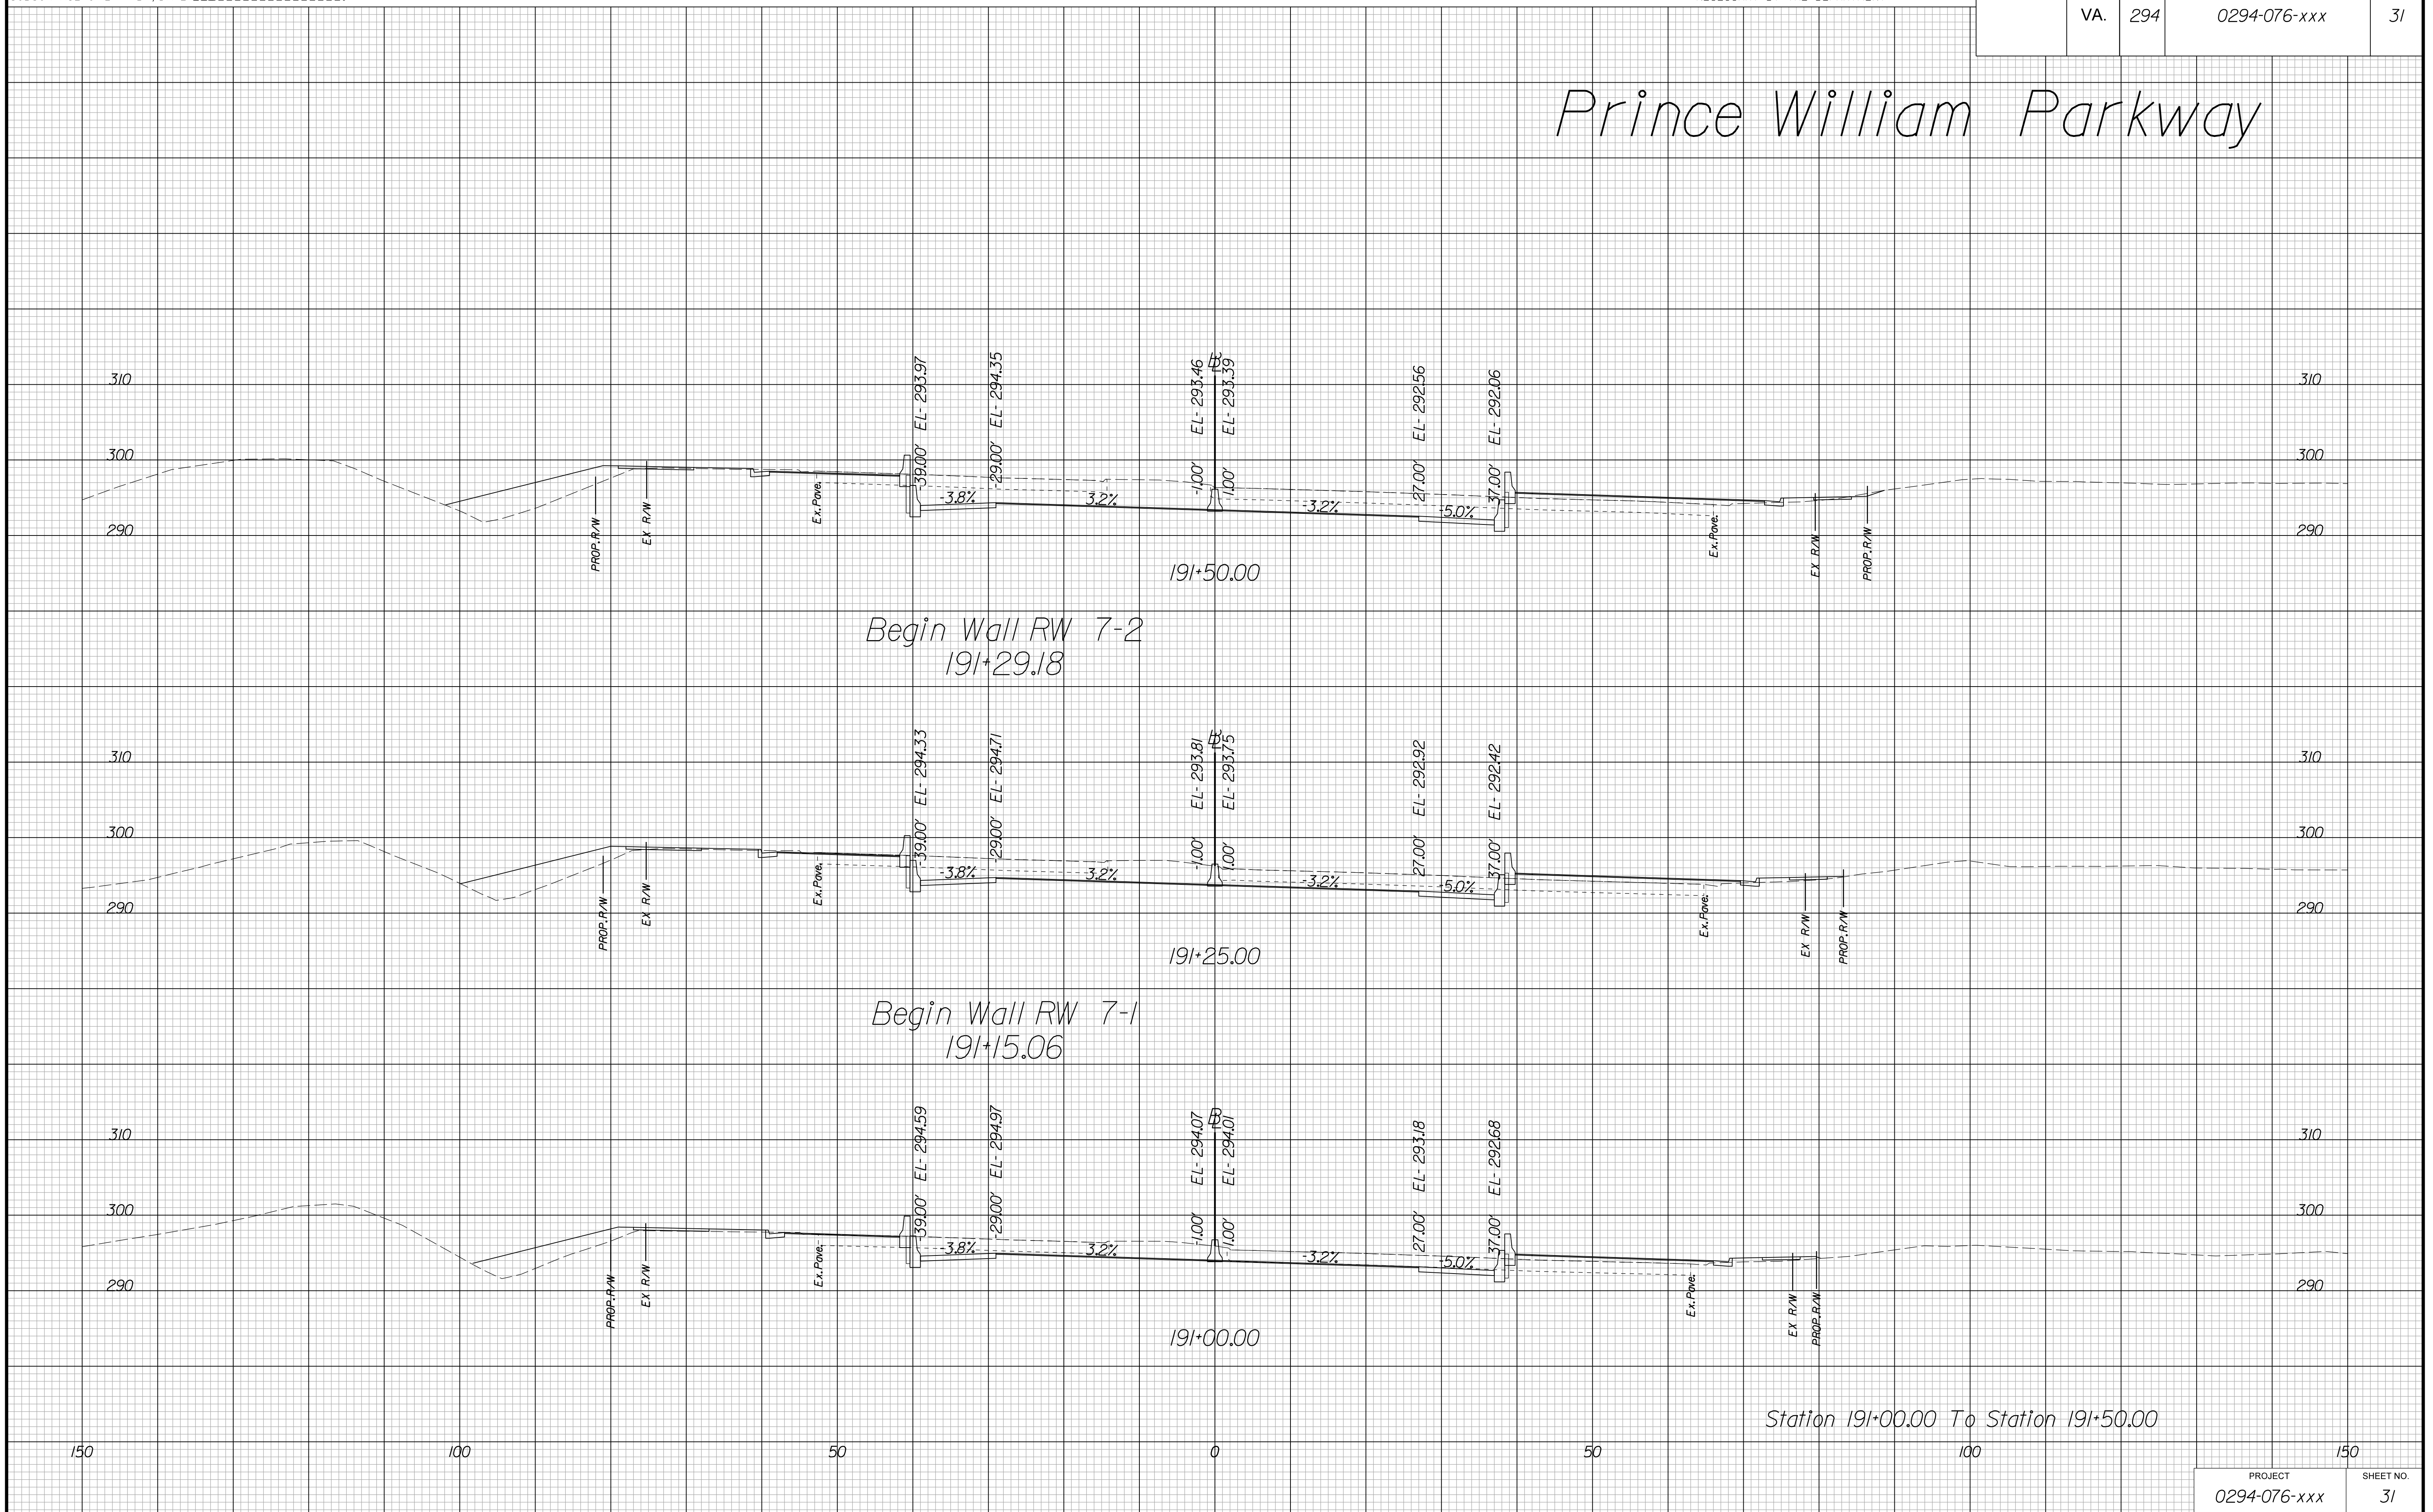 VA. 294 0294-076-xxx 31
Prince William Parkway
-39.00' EL- 293.97
-29.00' EL- 294.35
-1.00' EL- 293.46
BL
1.00' EL- 293.39
27.00' EL- 292.56
37.00' EL- 292.06
310 310
300 300
290 290
-3.8% 3.2% -3.2% -5.0%
PROP.R/W EX R/W Ex.Pave. Ex.Pave. EX R/W PROP.R/W
191+50.00
Begin Wall RW 7-2
191+29.18
-39.00' EL- 294.33
-29.00' EL- 294.71
-1.00' EL- 293.81
BL
1.00' EL- 293.75
27.00' EL- 292.92
37.00' EL- 292.42
310 310
300 300
290 290
-3.8% 3.2% -3.2% -5.0%
PROP.R/W EX R/W Ex.Pave. Ex.Pave. EX R/W PROP.R/W
191+25.00
Begin Wall RW 7-1
191+15.06
-39.00' EL- 294.59
-29.00' EL- 294.97
-1.00' EL- 294.07
BL
1.00' EL- 294.01
27.00' EL- 293.18
37.00' EL- 292.68
310 310
300 300
290 290
-3.8% 3.2% -3.2% -5.0%
PROP.R/W EX R/W Ex.Pave. Ex.Pave. EX R/W PROP.R/W
191+00.00
Station 191+00.00 To Station 191+50.00
150 100 50 0 50 100 150
PROJECT SHEET NO.
0294-076-xxx 31